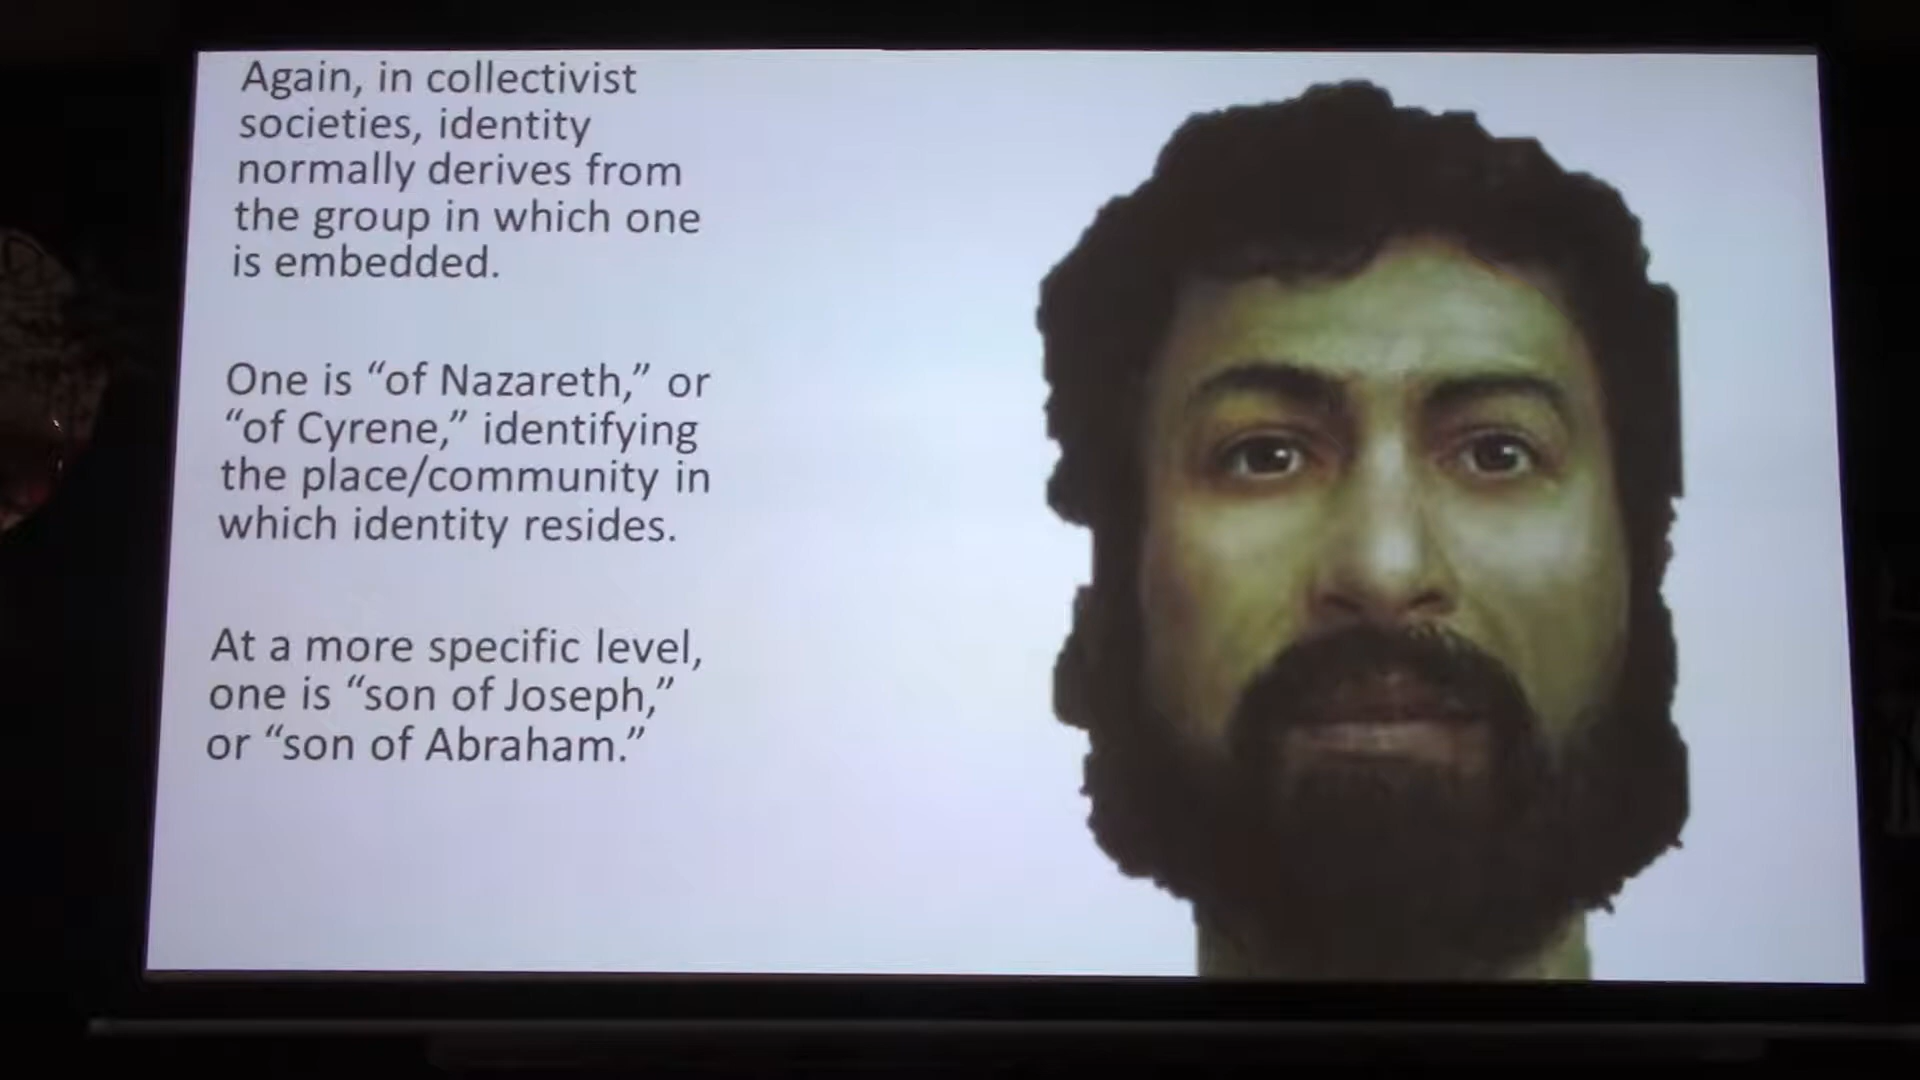 Again, in collectivist
societies, identity
normally derives from
the group in which one
is embedded.
One is “of Nazareth,” or
“of Cyrene,” identifying
the place/community in
which identity resides.
At a more specific level,
one is “son of Joseph,”
or “son of Abraham.”